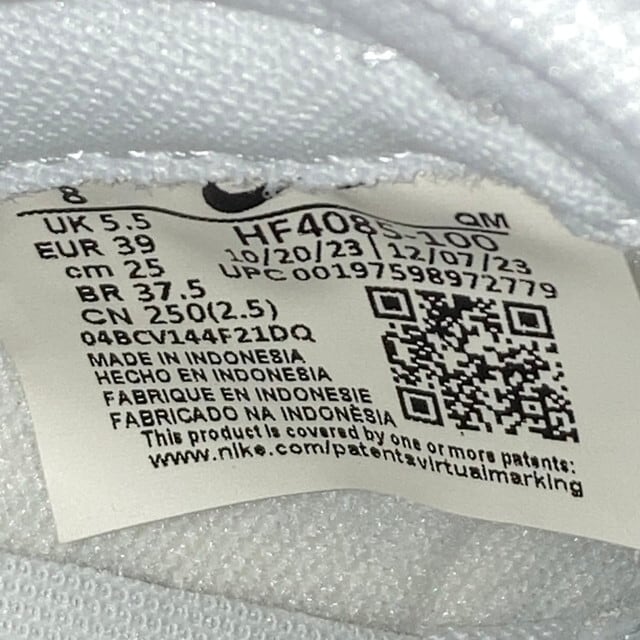 8
UK 5.5
EUR 39
cm 25
BR 37.5
CN 250(2.5)
04BCV144F21DQ
QM
HF4085-100
10/20/23 | 12/07/23
UPC 00197598972779
MADE IN INDONESIA
HECHO EN INDONESIA
FABRIQUE EN INDONESIE
FABRICADO NA INDONÈSIA
This product is covered by one or more patents:
www.nike.com/patentsvirtualmarking